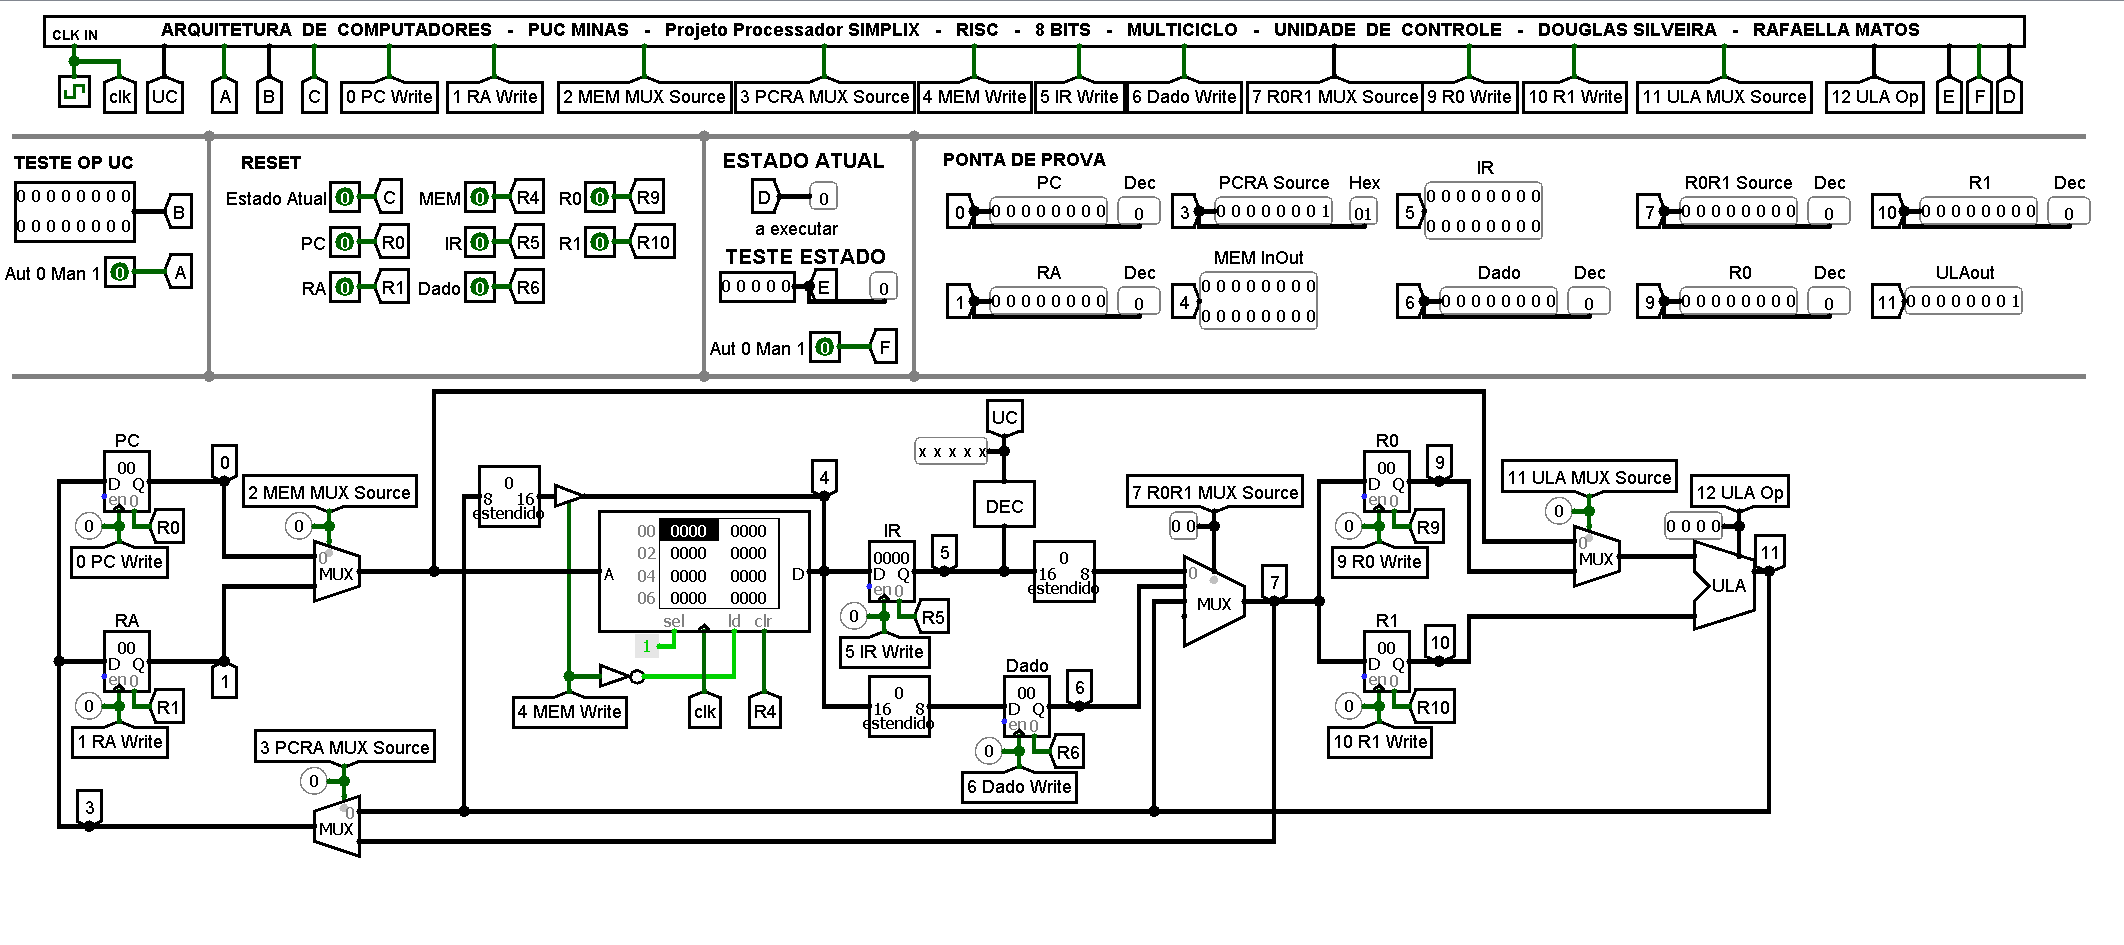 CLK IN ARQUITETURA DE COMPUTADORES - PUC MINAS - Projeto Processador SIMPLIX - RISC - 8 BITS - MULTICICLO - UNIDADE DE CONTROLE - DOUGLAS SILVEIRA - RAFAELLA MATOS
clk UC A B C 0 PC Write 1 RA Write 2 MEM MUX Source 3 PCRA MUX Source 4 MEM Write 5 IR Write 6 Dado Write 7 R0R1 MUX Source 9 R0 Write 10 R1 Write 11 ULA MUX Source 12 ULA Op E F D
TESTE OP UC
0 0 0 0 0 0 0 0
0 0 0 0 0 0 0 0
B
Aut 0 Man 1 0 A
RESET
Estado Atual 0 C MEM 0 R4 R0 0 R9
PC 0 R0 IR 0 R5 R1 0 R10
RA 0 R1 Dado 0 R6
ESTADO ATUAL
D 0
a executar
TESTE ESTADO
0 0 0 0 0 E 0
Aut 0 Man 1 0 F
PONTA DE PROVA
PC Dec
0 0 0 0 0 0 0 0 0 0
PCRA Source Hex
3 0 0 0 0 0 0 0 1 01
IR
5
0 0 0 0 0 0 0 0
0 0 0 0 0 0 0 0
R0R1 Source Dec
7 0 0 0 0 0 0 0 0 0
R1 Dec
10 0 0 0 0 0 0 0 0 0
RA Dec
1 0 0 0 0 0 0 0 0 0
MEM InOut
4
0 0 0 0 0 0 0 0
0 0 0 0 0 0 0 0
Dado Dec
6 0 0 0 0 0 0 0 0 0
R0 Dec
9 0 0 0 0 0 0 0 0 0
ULAout
11 0 0 0 0 0 0 0 1
PC
00
D Q
en 0
0
R0
0 PC Write
0
2 MEM MUX Source
0
0
MUX
RA
00
D Q
en 0
0
R1
1 RA Write
1
3 PCRA MUX Source
0
0
MUX
3
0
8 16
estendido
4
00 0000 0000
02 0000 0000
04 0000 0000
06 0000 0000
A D
sel ld clr
1
4 MEM Write
clk
R4
UC
x x x x x
DEC
IR
0000
D Q
en 0
0
R5
5 IR Write
5
0
16 8
estendido
0
16 8
estendido
Dado
00
D Q
en 0
0
R6
6 Dado Write
6
7 R0R1 MUX Source
0 0
0
MUX
7
R0
00
D Q
en 0
0
R9
9 R0 Write
9
R1
00
D Q
en 0
0
R10
10 R1 Write
10
11 ULA MUX Source
0
0
MUX
12 ULA Op
0 0 0 0
ULA
11